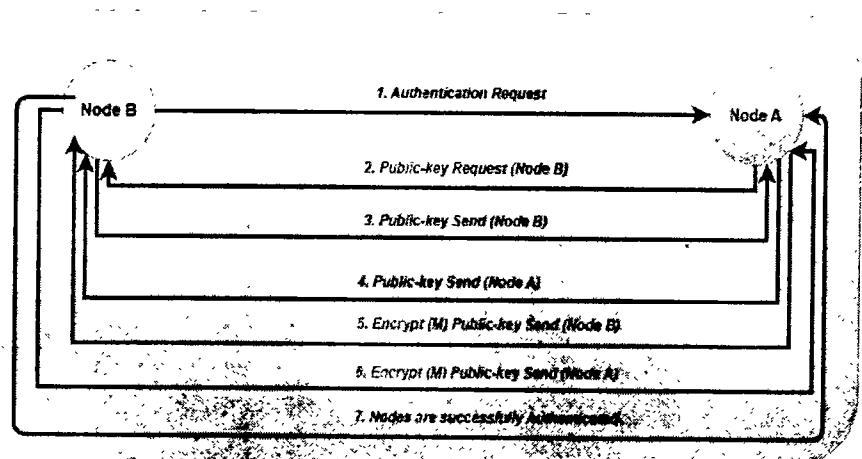 1. Authentication Request
Node B
Node A
2. Public-key Request (Node B)
3. Public-key Send (Node B)
4. Public-key Send (Node A)
5. Encrypt (M) Public-key Send (Node B)
6. Encrypt (M) Public-key Send (Node A)
7. Nodes are successfully Authenticated.